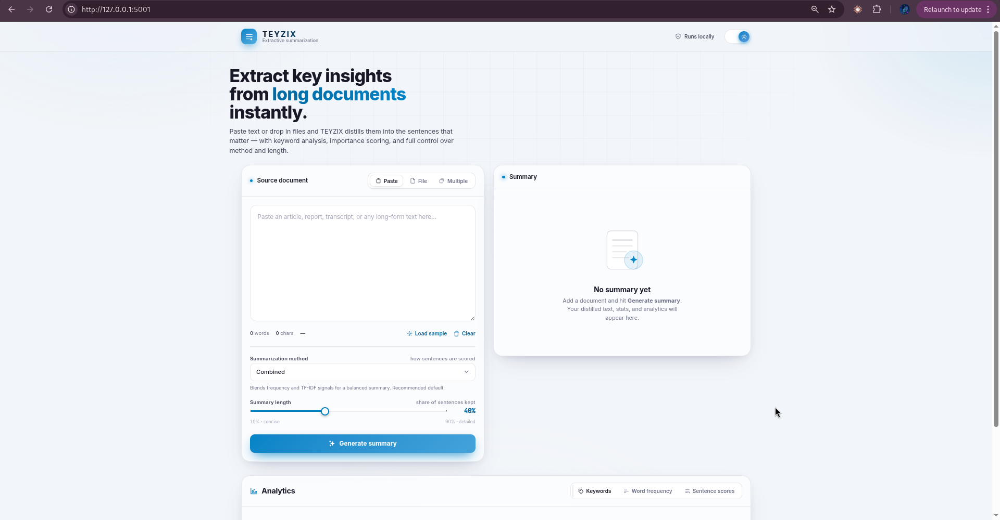 http://127.0.0.1:5001
Relaunch to update
TEYZIX
Extractive summarization
Runs locally
Extract key insights
from long documents
instantly.
Paste text or drop in files and TEYZIX distills them into the sentences that
matter — with keyword analysis, importance scoring, and full control over
method and length.
Source document
Paste
File
Multiple
Paste an article, report, transcript, or any long-form text here...
0 words 0 chars —
Load sample
Clear
Summarization method
how sentences are scored
Combined
Blends frequency and TF-IDF signals for a balanced summary. Recommended default.
Summary length
share of sentences kept
40%
10% · concise
90% · detailed
Generate summary
Summary
No summary yet
Add a document and hit Generate summary.
Your distilled text, stats, and analytics will
appear here.
Analytics
Keywords
Word frequency
Sentence scores